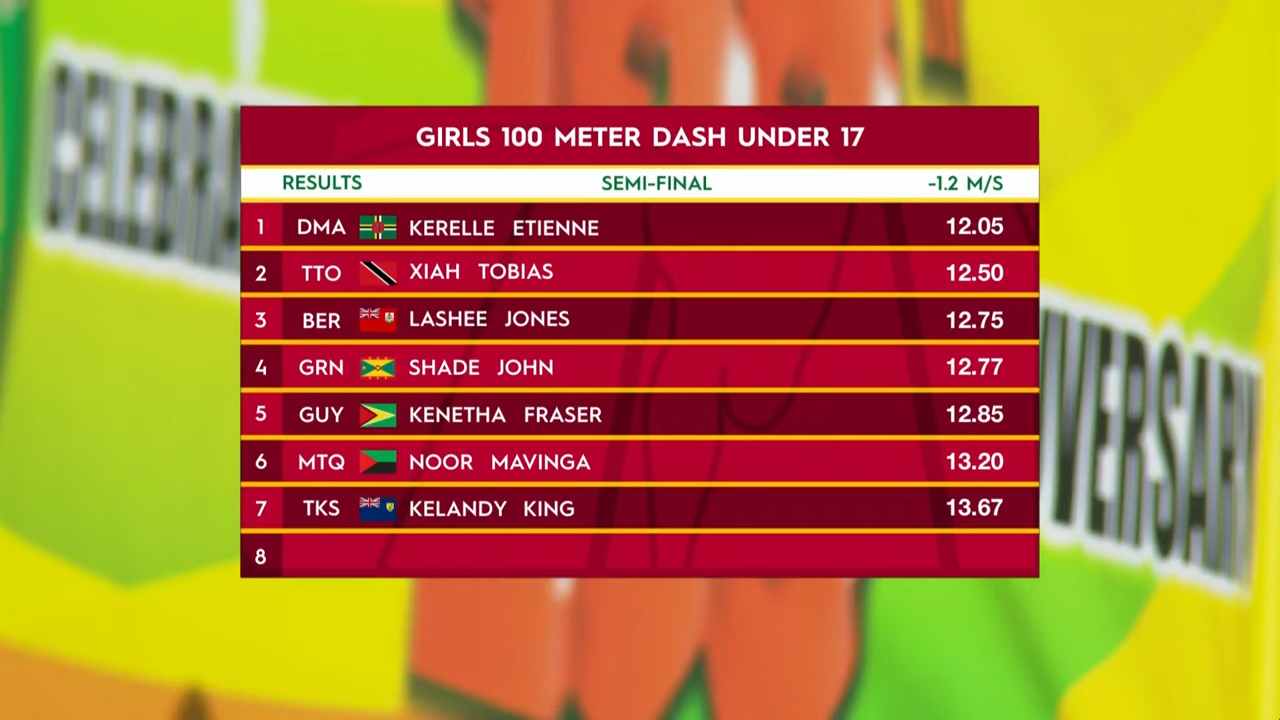 GIRLS 100 METER DASH UNDER 17
RESULTS SEMI-FINAL -1.2 M/S
1 DMA KERELLE ETIENNE 12.05
2 TTO XIAH TOBIAS 12.50
3 BER LASHEE JONES 12.75
4 GRN SHADE JOHN 12.77
5 GUY KENETHA FRASER 12.85
6 MTQ NOOR MAVINGA 13.20
7 TKS KELANDY KING 13.67
8